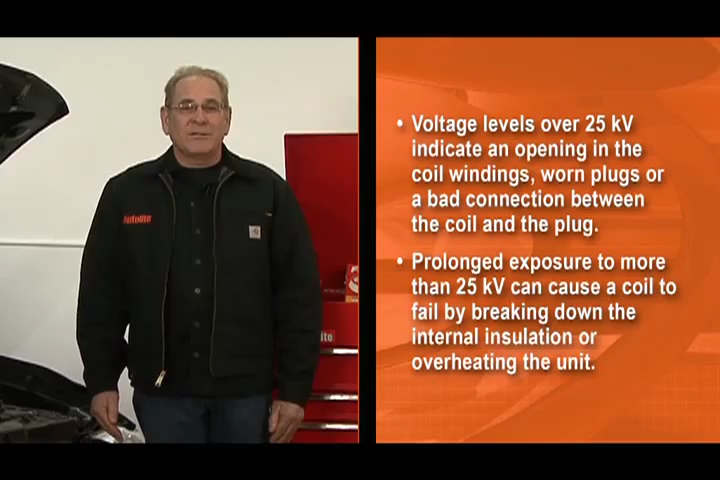 • Voltage levels over 25 kV
indicate an opening in the
coil windings, worn plugs or
a bad connection between
the coil and the plug.
• Prolonged exposure to more
than 25 kV can cause a coil to
fail by breaking down the
internal insulation or
overheating the unit.
Autolite